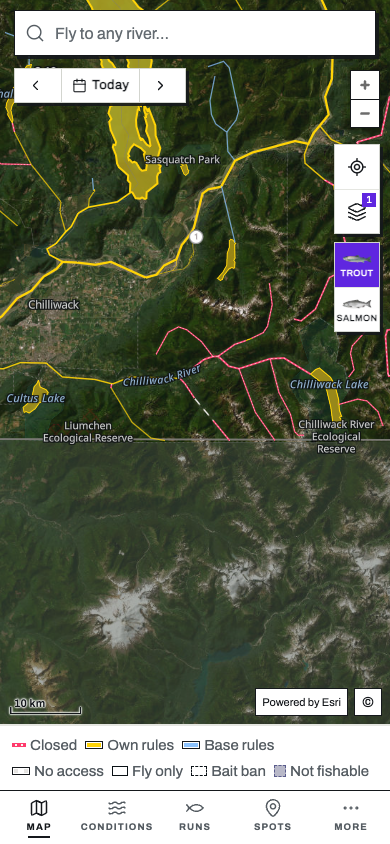 Fly to any river...
Today
Sasquatch Park
1
TROUT
SALMON
Chilliwack
Chilliwack River
Chilliwack Lake
Cultus Lake
Liumchen
Ecological Reserve
Chilliwack River
Ecological
Reserve
10 km
Powered by Esri
©
Closed
Own rules
Base rules
No access
Fly only
Bait ban
Not fishable
MAP
CONDITIONS
RUNS
SPOTS
MORE